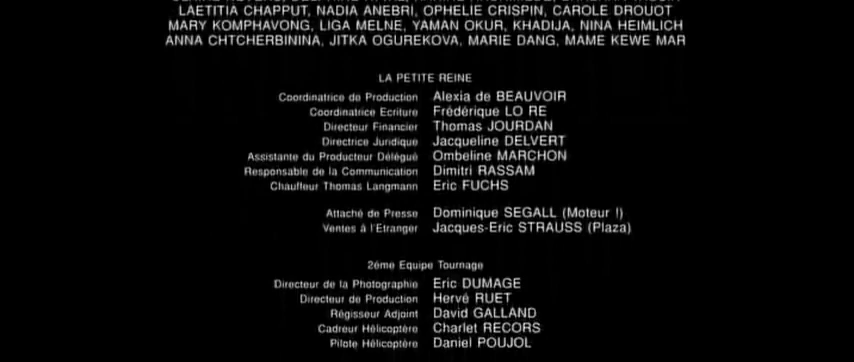 LAETITIA CHAPPUT, NADIA ANEBRI, OPHELIE CRISPIN, CAROLE DROUOT
MARY KOMPHAVONG, LIGA MELNE, YAMAN OKUR, KHADIJA, NINA HEIMLICH
ANNA CHTCHERBININA, JITKA OGUREKOVA, MARIE DANG, MAME KEWE MAR
LA PETITE REINE
Coordinatrice de Production Alexia de BEAUVOIR
Coordinatrice Ecriture Frédérique LO RE
Directeur Financier Thomas JOURDAN
Directrice Juridique Jacqueline DELVERT
Assistante du Producteur Délégué Ombeline MARCHON
Responsable de la Communication Dimitri RASSAM
Chauffeur Thomas Langmann Eric FUCHS
Attaché de Presse Dominique SEGALL (Moteur !)
Ventes à l'Etranger Jacques-Eric STRAUSS (Plaza)
2éme Equipe Tournage
Directeur de la Photographie Eric DUMAGE
Directeur de Production Hervé RUET
Régisseur Adjoint David GALLAND
Cadreur Hélicoptère Charlet RECORS
Pilote Hélicoptère Daniel POUJOL